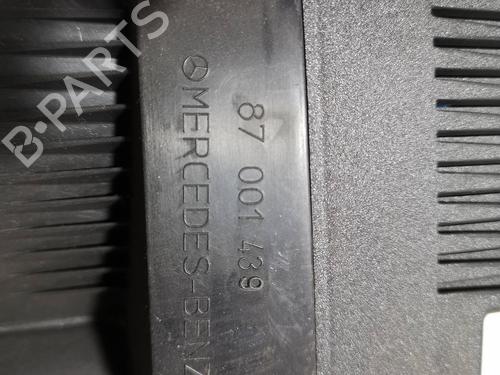 B-PARTS
87 001 439
MERCEDES-BENZ